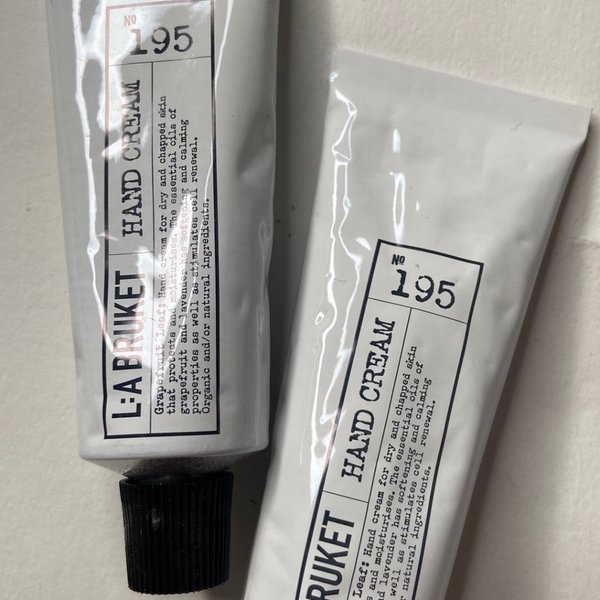 Nº
195
HAND CREAM
L:A BRUKET
Grapefruit Leaf: Hand cream for dry and chapped skin
that protects and moisturises. The essential oils of
grapefruit and lavender has softening and calming
properties as well as stimulates cell renewal.
Organic and/or natural ingredients.
Nº
195
HAND CREAM
RUKET
Leaf: Hand cream for dry and chapped skin
s and moisturises. The essential oils of
nd lavender has softening and calming
well as stimulates cell renewal.
r natural ingredients.